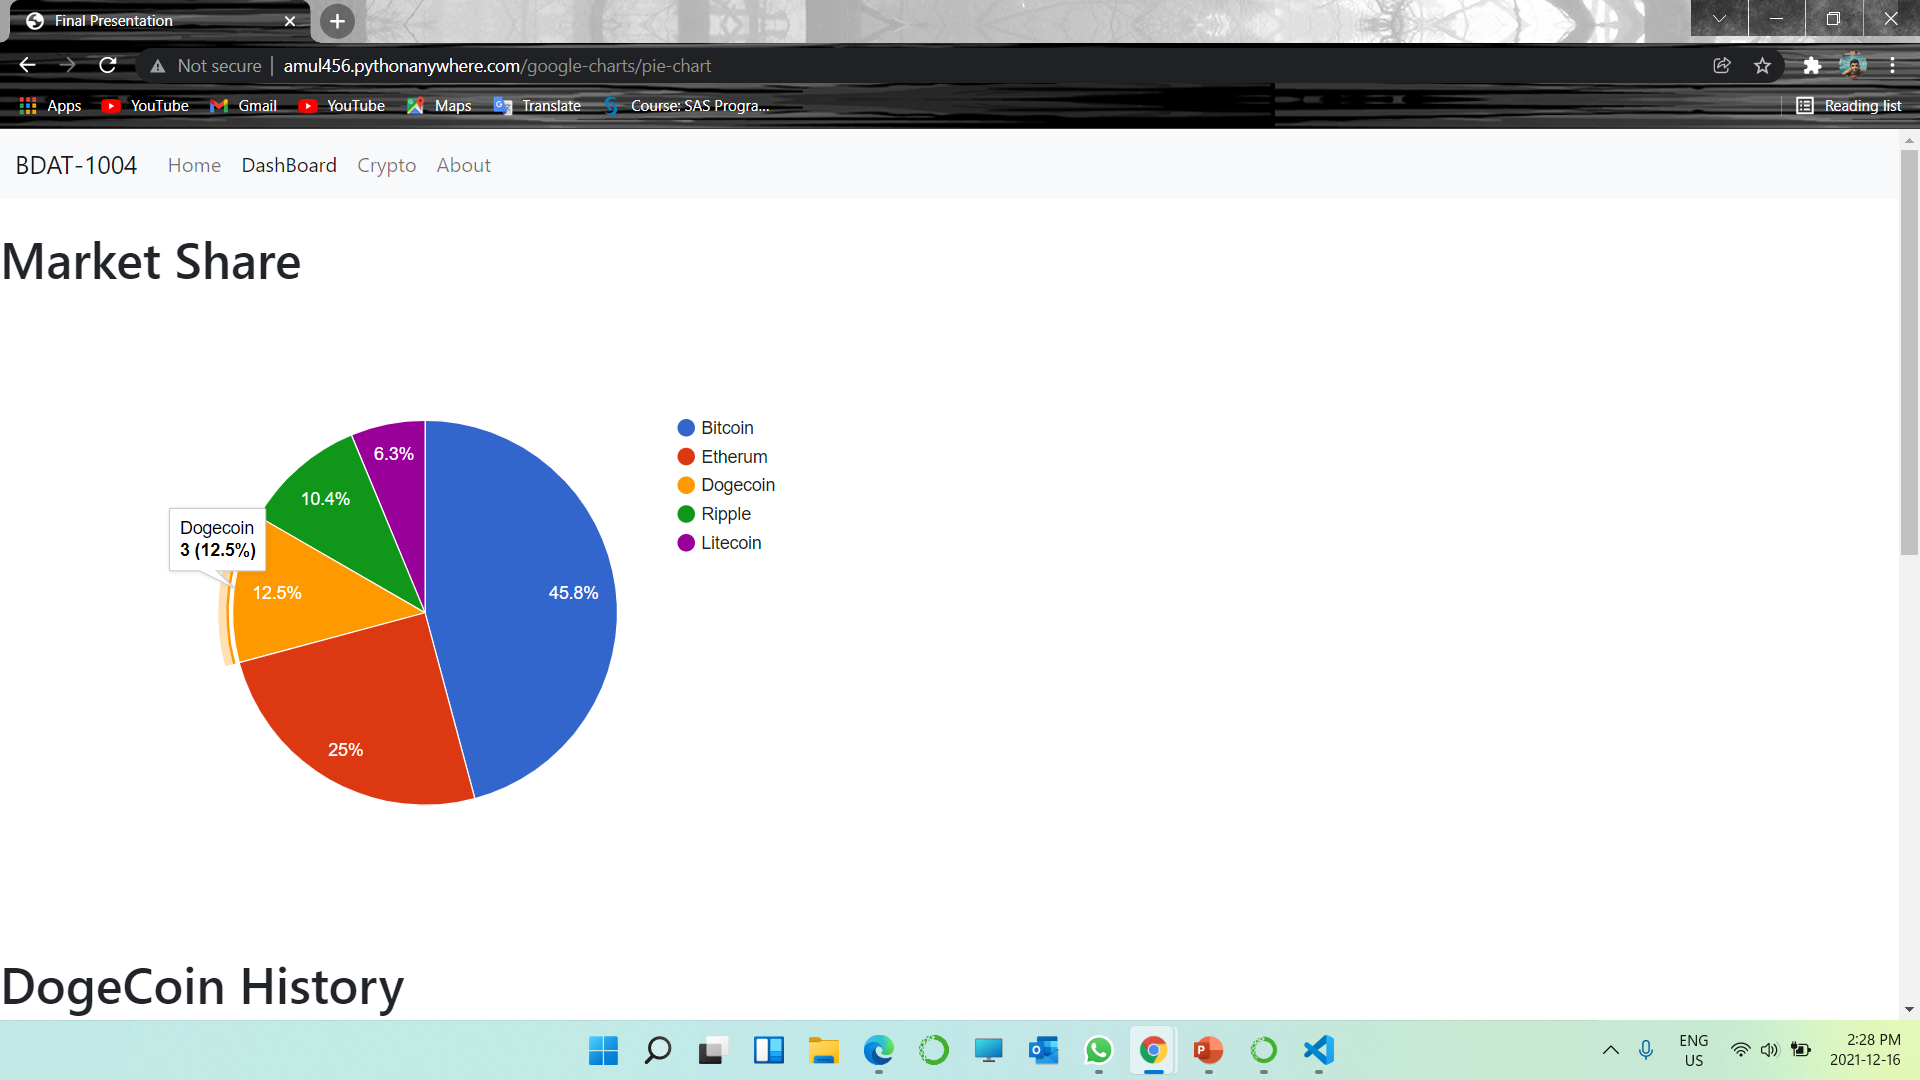 Final Presentation
Not secure amul456.pythonanywhere.com/google-charts/pie-chart
Apps YouTube Gmail YouTube Maps Translate Course: SAS Progra... Reading list
BDAT-1004 Home DashBoard Crypto About
Market Share
Bitcoin
Etherum
Dogecoin
Ripple
Litecoin
6.3%
10.4%
Dogecoin
3 (12.5%)
12.5%
45.8%
25%
DogeCoin History
ENG
US
2:28 PM
2021-12-16